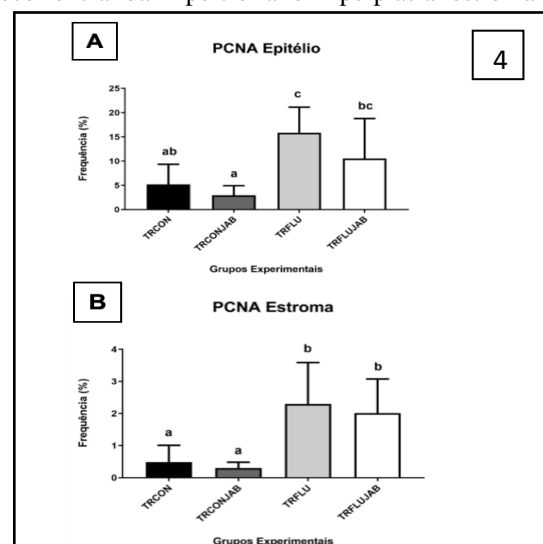 A
PCNA Epitélio
4
Frequência (%)
25
20
15
10
5
0
ab
a
c
bc
TRCON
TRCONJAB
TRFLU
TRFLUJAB
Grupos Experimentais
B
PCNA Estroma
Frequência (%)
4
3
2
1
0
a
a
b
b
TRCON
TRCONJAB
TRFLU
TRFLUJAB
Grupos Experimentais